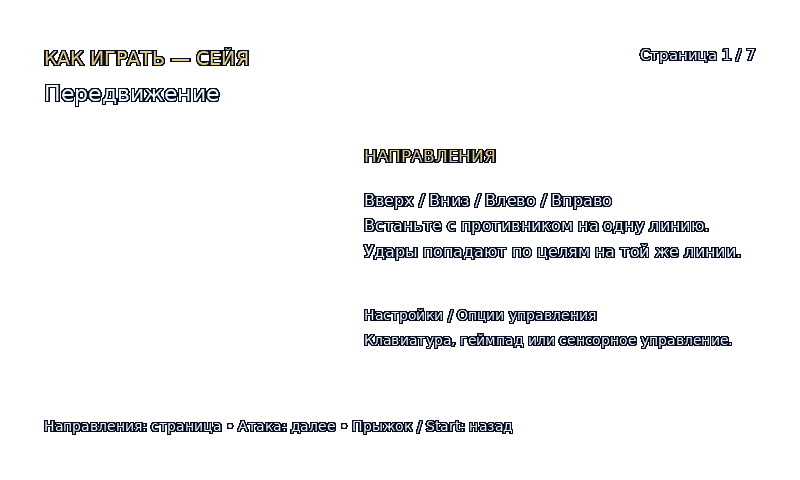 КАК ИГРАТЬ — СЕЙЯ
Страница 1 / 7
Передвижение
НАПРАВЛЕНИЯ
Вверх / Вниз / Влево / Вправо
Встаньте с противником на одну линию.
Удары попадают по целям на той же линии.
Настройки / Опции управления
Клавиатура, геймпад или сенсорное управление.
Направления: страница • Атака: далее • Прыжок / Start: назад